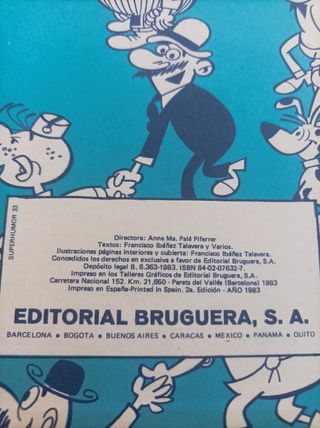 SUPERHUMOR 33
Directora: Anna Ma. Palé Piferrer
Textos: Francisco Ibáñez Talavera y Varios.
Ilustraciones páginas interiores y cubierta: Francisco Ibáñez Talavera.
Concedidos los derechos en exclusiva a favor de Editorial Bruguera, S.A.
Depósito legal B. 6.363-1983. ISBN 84-02-07632-7.
Impreso en los Talleres Gráficos de Editorial Bruguera, S.A.
Carretera Nacional 152, Km. 21,650 - Parets del Vallés (Barcelona) 1983
Impreso en España-Printed in Spain. 2a. Edición - AÑO 1983
EDITORIAL BRUGUERA, S. A.
BARCELONA ■ BOGOTA ■ BUENOS AIRES ■ CARACAS ■ MEXICO ■ PANAMA ■ QUITO